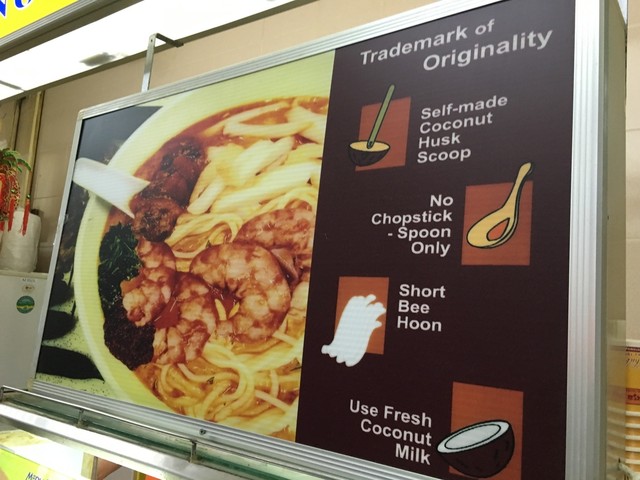 Trademark of
Originality
Self-made
Coconut
Husk
Scoop
No
Chopstick
- Spoon
Only
Short
Bee
Hoon
Use Fresh
Coconut
Milk